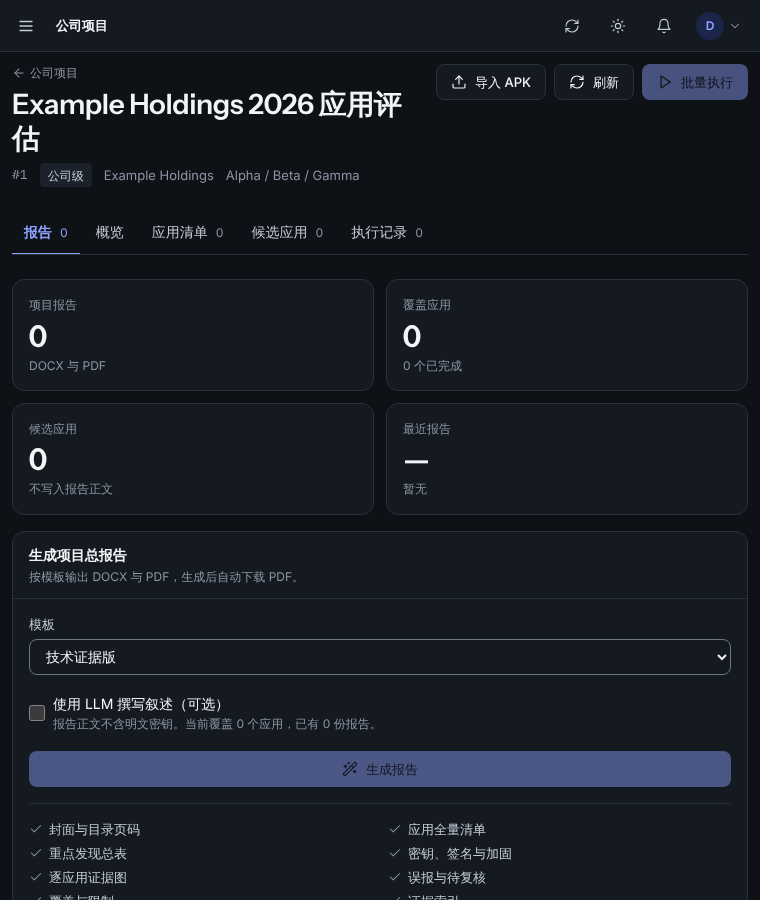 公司项目
D
公司项目
Example Holdings 2026 应用评
估
导入 APK
刷新
批量执行
#1 公司级 Example Holdings Alpha / Beta / Gamma
报告 0 概览 应用清单 0 候选应用 0 执行记录 0
项目报告
0
DOCX 与 PDF
覆盖应用
0
0 个已完成
候选应用
0
不写入报告正文
最近报告
—
暂无
生成项目总报告
按模板输出 DOCX 与 PDF，生成后自动下载 PDF。
模板
技术证据版
使用 LLM 撰写叙述（可选）
报告正文不含明文密钥。当前覆盖 0 个应用，已有 0 份报告。
生成报告
封面与目录页码
应用全量清单
重点发现总表
密钥、签名与加固
逐应用证据图
误报与待复核
覆盖与限制
证据索引